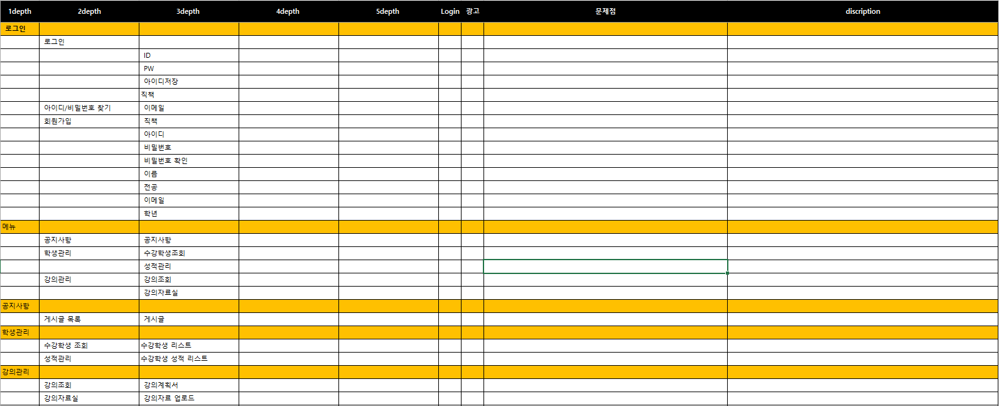 1depth 2depth 3depth 4depth 5depth Login 광고 문제점 discription
로그인
로그인
ID
PW
아이디저장
직책
아이디/비밀번호 찾기 이메일
회원가입 직책
아이디
비밀번호
비밀번호 확인
이름
전공
이메일
학년
메뉴
공지사항 공지사항
학생관리 수강학생조회
성적관리
강의관리 강의조회
강의자료실
공지사항
게시글 목록 게시글
학생관리
수강학생 조회 수강학생 리스트
성적관리 수강학생 성적 리스트
강의관리
강의조회 강의계획서
강의자료실 강의자료 업로드